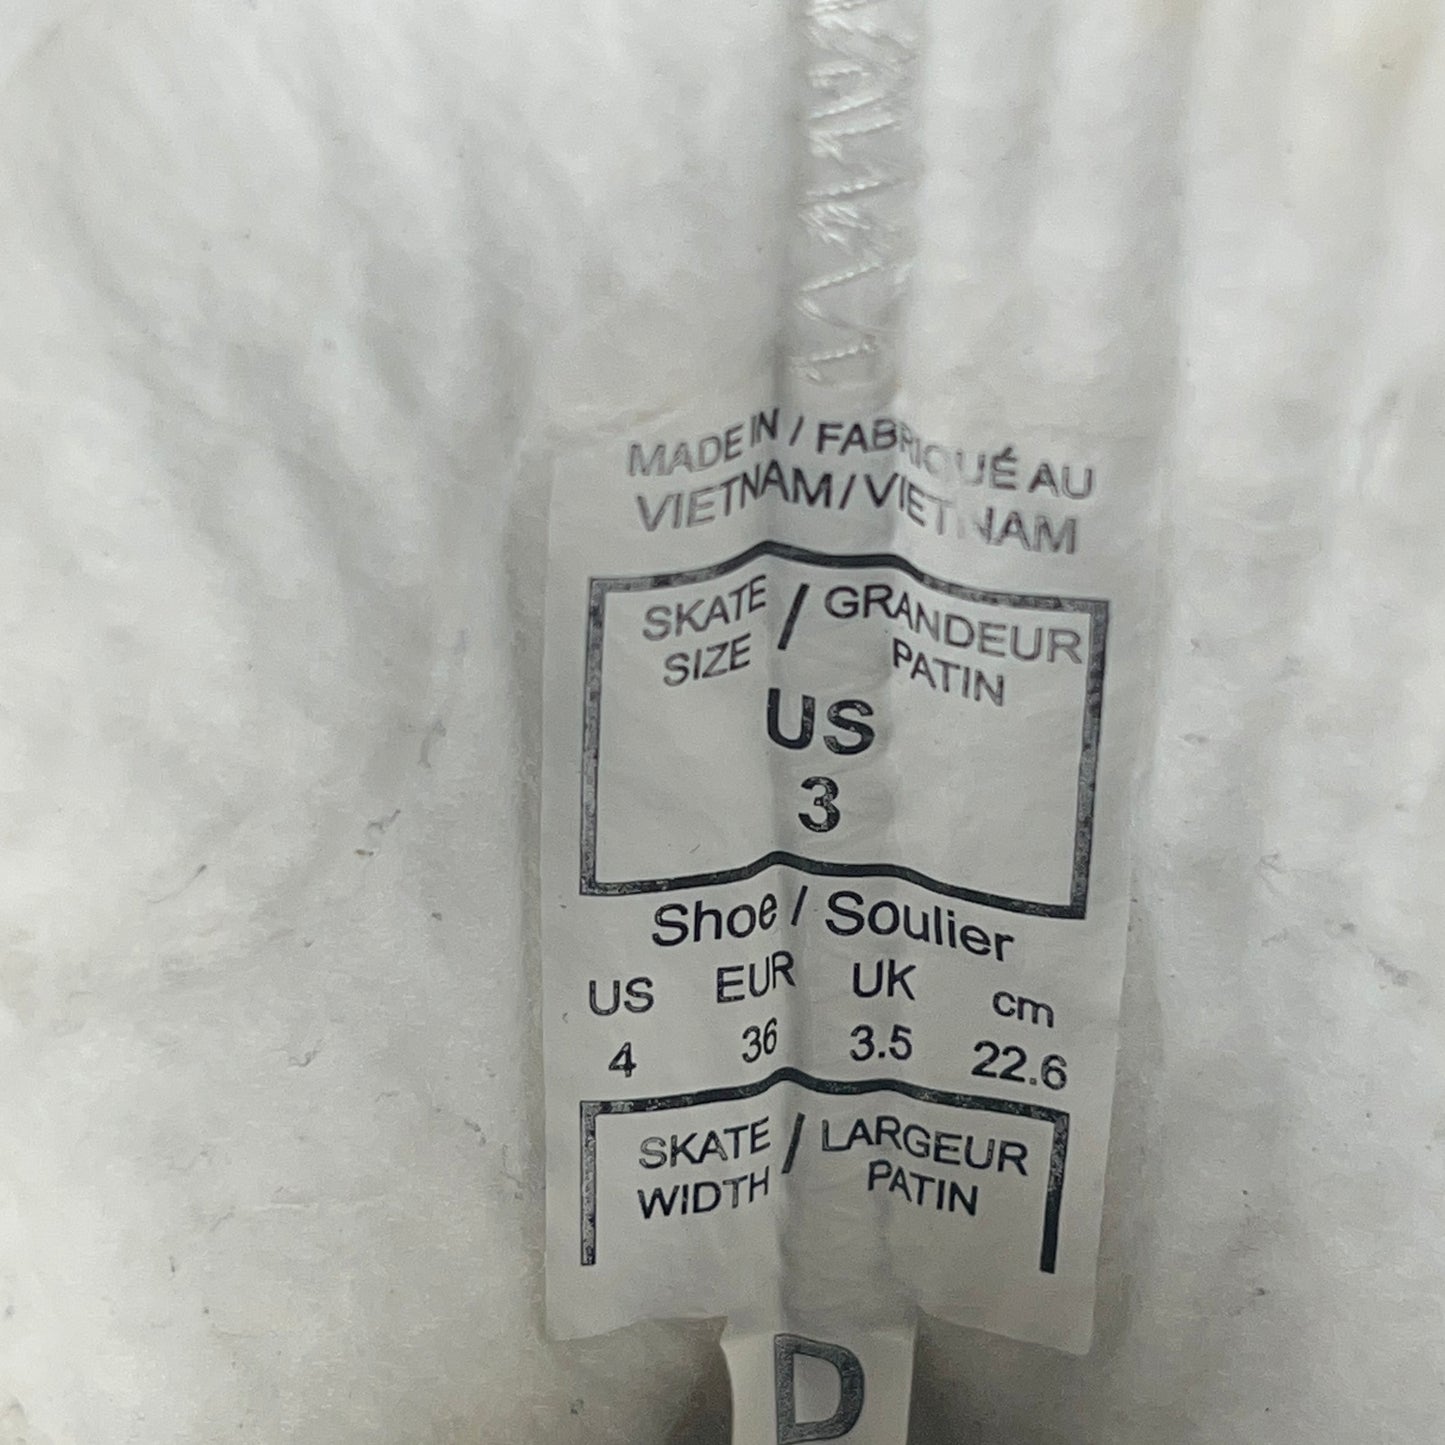 MADE IN / FABRIQUÉ AU
VIETNAM / VIETNAM
SKATE / GRANDEUR
SIZE PATIN
US
3
Shoe / Soulier
US EUR UK cm
4 36 3.5 22.6
SKATE / LARGEUR
WIDTH PATIN
D